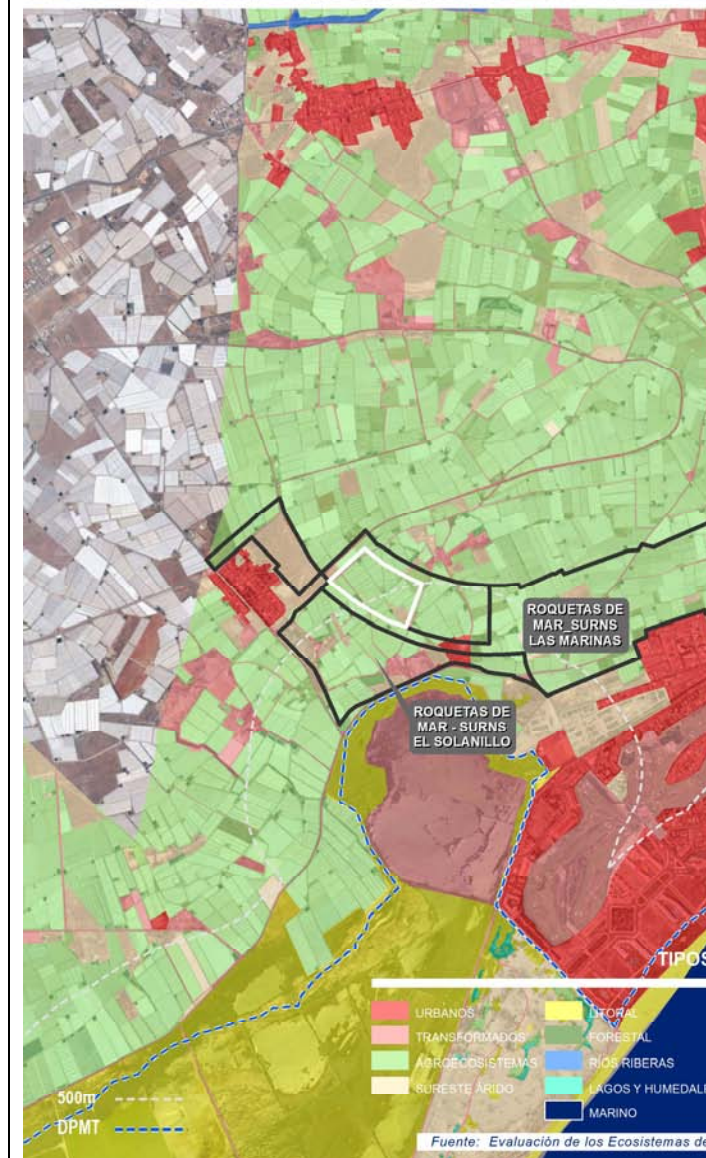 ROQUETAS DE
MAR_SURNS
LAS MARINAS
ROQUETAS DE
MAR - SURNS
EL SOLANILLO
TIPOS
URBANOS
TRANSFORMADOS
AGROECOSISTEMAS
SURESTE ÁRIDO
LITORAL
FORESTAL
RÍOS RIBERAS
LAGOS Y HUMEDAL
MARINO
500m
DPMT
Fuente: Evaluación de los Ecosistemas de